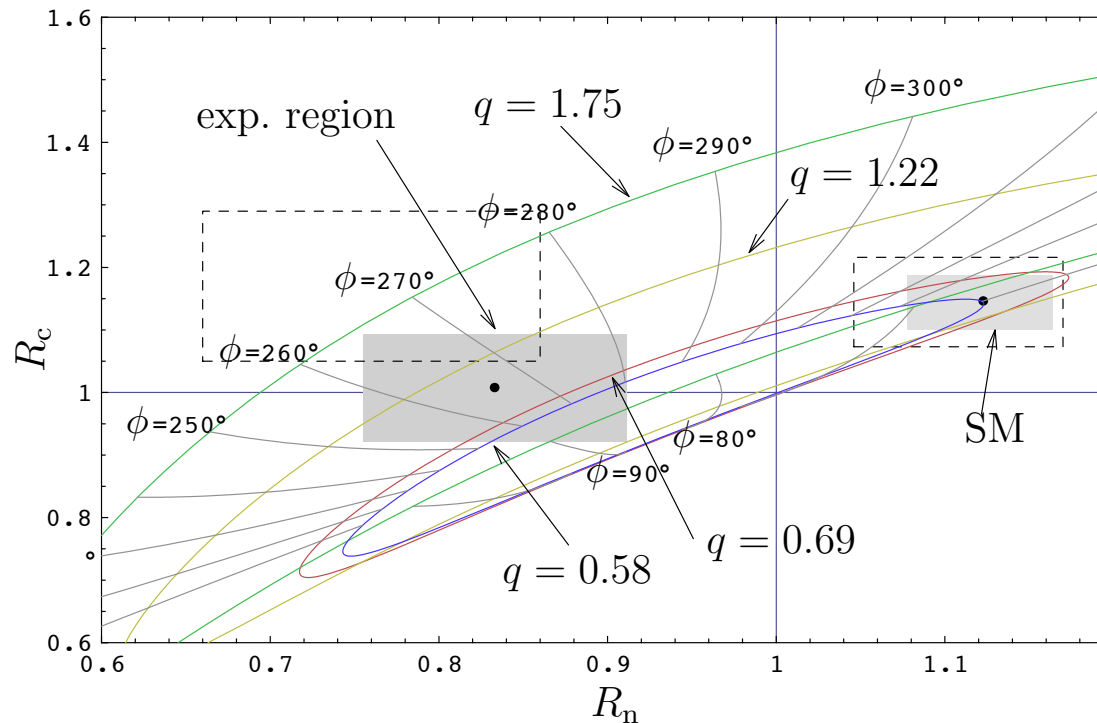 1.6
1.4
1.2
1
0.8
0.6
R_c
exp. region
q = 1.75
ϕ=300°
ϕ=290°
q = 1.22
ϕ=280°
ϕ=270°
ϕ=260°
ϕ=250°
ϕ=80°
ϕ=90°
SM
°
q = 0.58
q = 0.69
0.6 0.7 0.8 0.9 1 1.1
R_n